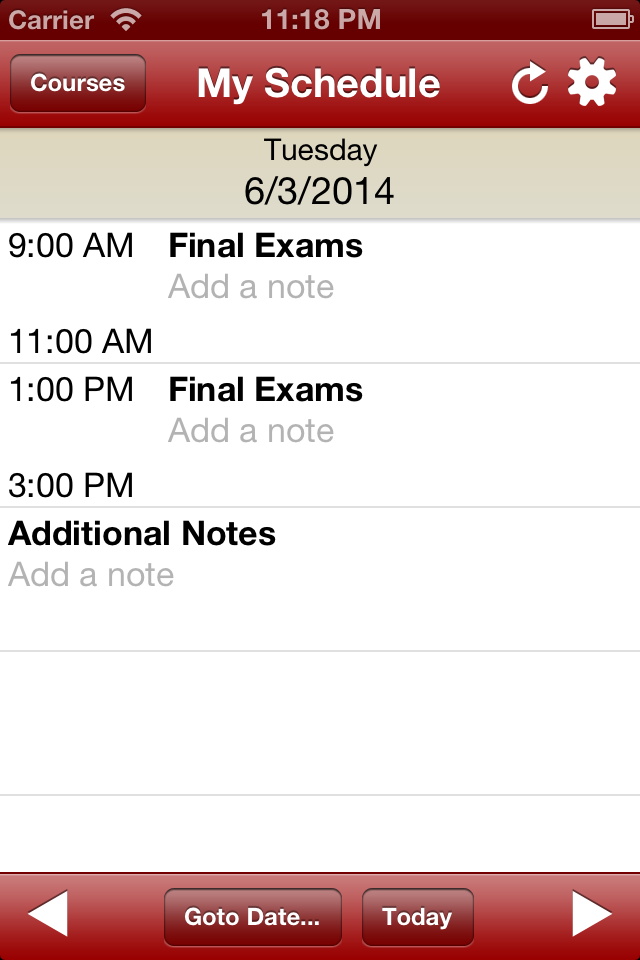 Carrier 11:18 PM
Courses My Schedule
Tuesday
6/3/2014
9:00 AM Final Exams
Add a note
11:00 AM
1:00 PM Final Exams
Add a note
3:00 PM
Additional Notes
Add a note
Goto Date... Today